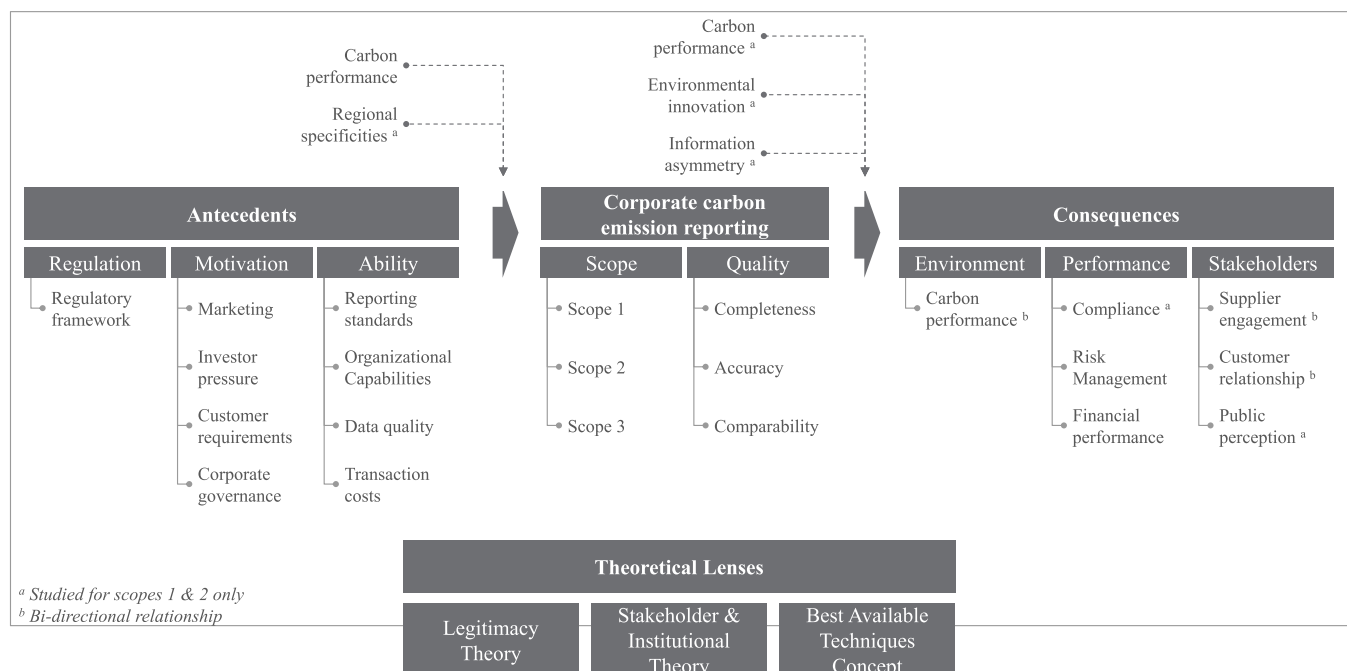 Carbon
performance
Regional
specificities ᵃ
Carbon
performance ᵃ
Environmental
innovation ᵃ
Information
asymmetry ᵃ
Antecedents
Regulation
Regulatory
framework
Motivation
Marketing
Investor
pressure
Customer
requirements
Corporate
governance
Ability
Reporting
standards
Organizational
Capabilities
Data quality
Transaction
costs
Corporate carbon
emission reporting
Scope
Scope 1
Scope 2
Scope 3
Quality
Completeness
Accuracy
Comparability
Consequences
Environment
Carbon
performance ᵇ
Performance
Compliance ᵃ
Risk
Management
Financial
performance
Stakeholders
Supplier
engagement ᵇ
Customer
relationship ᵇ
Public
perception ᵃ
Theoretical Lenses
Legitimacy
Theory
Stakeholder &
Institutional
Theory
Best Available
Techniques
Concept
ᵃ Studied for scopes 1 & 2 only
ᵇ Bi-directional relationship